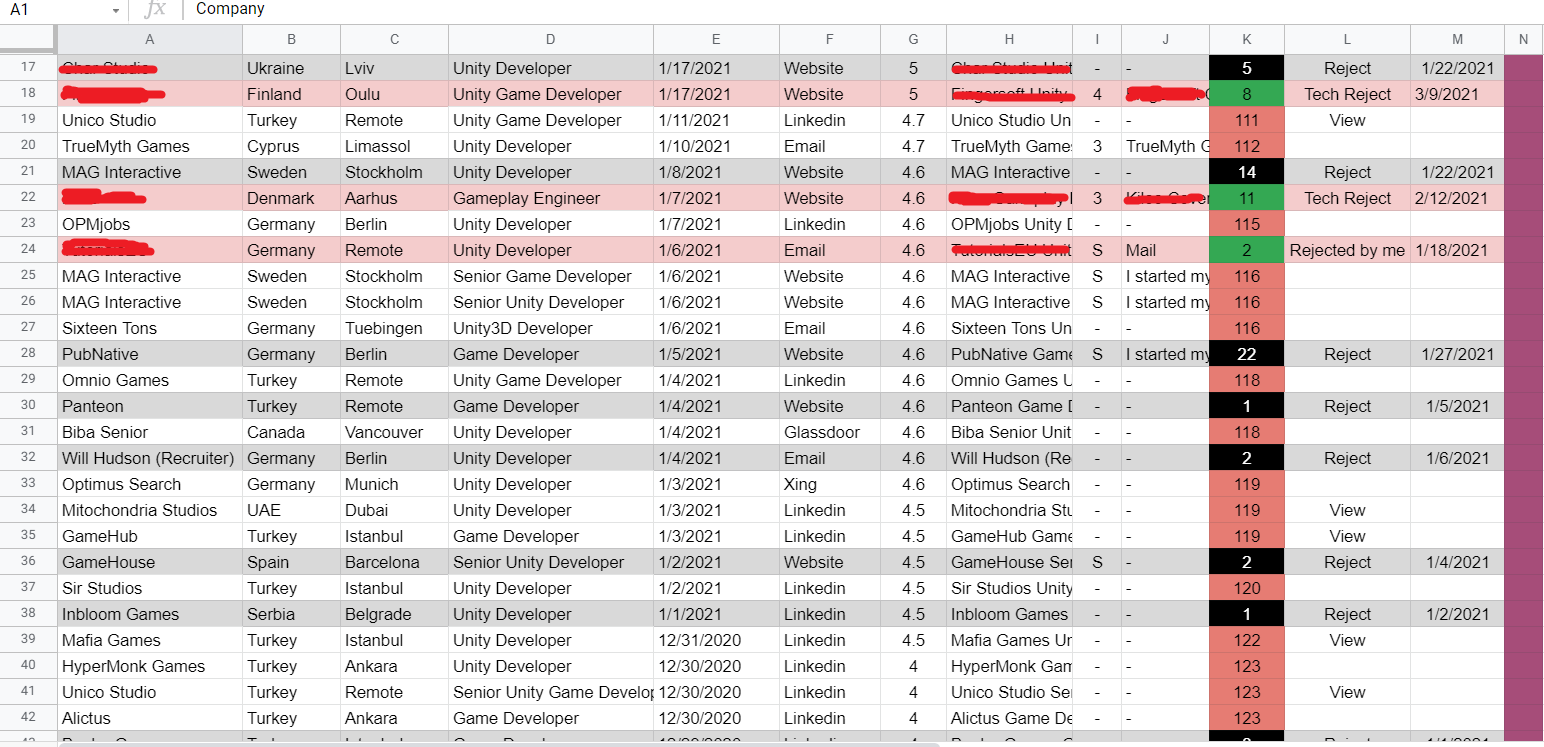 A1 fx Company
A B C D E F G H I J K L M N
17 Ukraine Lviv Unity Developer 1/17/2021 Website 5 - - 5 Reject 1/22/2021
18 Finland Oulu Unity Game Developer 1/17/2021 Website 5 4 8 Tech Reject 3/9/2021
19 Unico Studio Turkey Remote Unity Game Developer 1/11/2021 Linkedin 4.7 Unico Studio Un - - 111 View
20 TrueMyth Games Cyprus Limassol Unity Developer 1/10/2021 Email 4.7 TrueMyth Games 3 TrueMyth G 112
21 MAG Interactive Sweden Stockholm Unity Developer 1/8/2021 Website 4.6 MAG Interactive - - 14 Reject 1/22/2021
22 Denmark Aarhus Gameplay Engineer 1/7/2021 Website 4.6 3 11 Tech Reject 2/12/2021
23 OPMjobs Germany Berlin Unity Developer 1/7/2021 Linkedin 4.6 OPMjobs Unity D - - 115
24 Germany Remote Unity Developer 1/6/2021 Email 4.6 S Mail 2 Rejected by me 1/18/2021
25 MAG Interactive Sweden Stockholm Senior Game Developer 1/6/2021 Website 4.6 MAG Interactive S I started my 116
26 MAG Interactive Sweden Stockholm Senior Unity Developer 1/6/2021 Website 4.6 MAG Interactive S I started my 116
27 Sixteen Tons Germany Tuebingen Unity3D Developer 1/6/2021 Email 4.6 Sixteen Tons Un - - 116
28 PubNative Germany Berlin Game Developer 1/5/2021 Website 4.6 PubNative Game S I started my 22 Reject 1/27/2021
29 Omnio Games Turkey Remote Unity Game Developer 1/4/2021 Linkedin 4.6 Omnio Games U - - 118
30 Panteon Turkey Remote Game Developer 1/4/2021 Website 4.6 Panteon Game D - - 1 Reject 1/5/2021
31 Biba Senior Canada Vancouver Unity Developer 1/4/2021 Glassdoor 4.6 Biba Senior Unit - - 118
32 Will Hudson (Recruiter) Germany Berlin Unity Developer 1/4/2021 Email 4.6 Will Hudson (Re - - 2 Reject 1/6/2021
33 Optimus Search Germany Munich Unity Developer 1/3/2021 Xing 4.6 Optimus Search - - 119
34 Mitochondria Studios UAE Dubai Unity Developer 1/3/2021 Linkedin 4.5 Mitochondria Stu - - 119 View
35 GameHub Turkey Istanbul Game Developer 1/3/2021 Linkedin 4.5 GameHub Game - - 119 View
36 GameHouse Spain Barcelona Senior Unity Developer 1/2/2021 Website 4.5 GameHouse Sen S - 2 Reject 1/4/2021
37 Sir Studios Turkey Istanbul Unity Developer 1/2/2021 Linkedin 4.5 Sir Studios Unity - - 120
38 Inbloom Games Serbia Belgrade Unity Developer 1/1/2021 Linkedin 4.5 Inbloom Games - - 1 Reject 1/2/2021
39 Mafia Games Turkey Istanbul Unity Developer 12/31/2020 Linkedin 4.5 Mafia Games Un - - 122 View
40 HyperMonk Games Turkey Ankara Unity Developer 12/30/2020 Linkedin 4 HyperMonk Gam - - 123
41 Unico Studio Turkey Remote Senior Unity Game Develop 12/30/2020 Linkedin 4 Unico Studio Se - - 123 View
42 Alictus Turkey Ankara Game Developer 12/30/2020 Linkedin 4 Alictus Game De - - 123